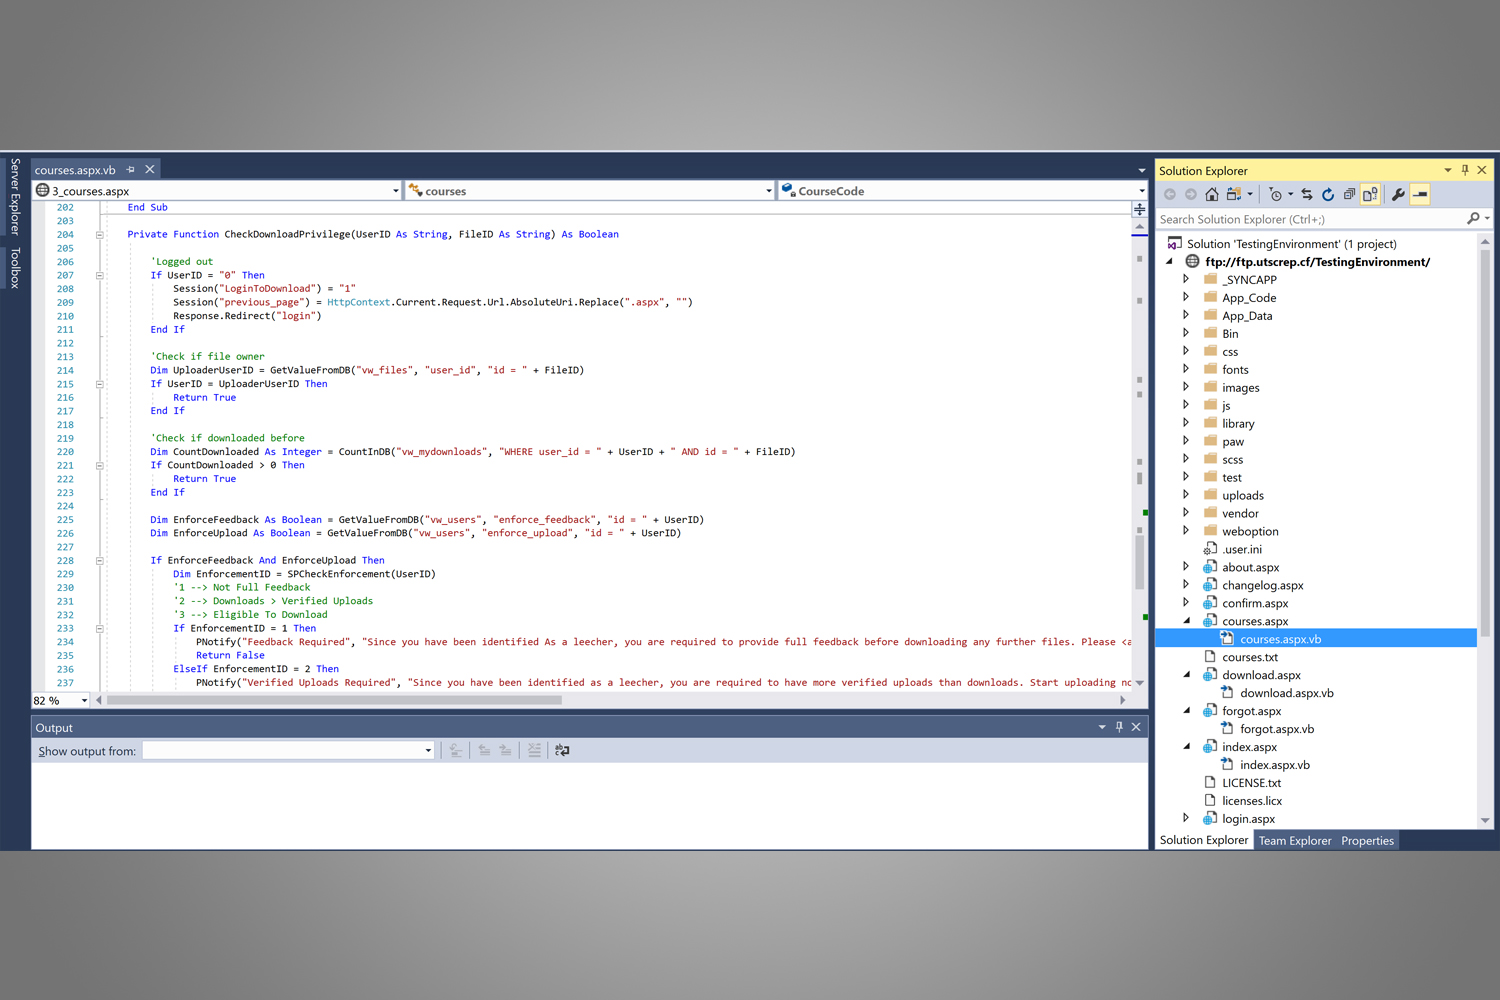 Server Explorer
Toolbox
courses.aspx.vb
3_courses.aspx
courses
CourseCode
202 End Sub
203
204 Private Function CheckDownloadPrivilege(UserID As String, FileID As String) As Boolean
205
206 'Logged out
207 If UserID = "0" Then
208 Session("LoginToDownload") = "1"
209 Session("previous_page") = HttpContext.Current.Request.Url.AbsoluteUri.Replace(".aspx", "")
210 Response.Redirect("login")
211 End If
212
213 'Check if file owner
214 Dim UploaderUserID = GetValueFromDB("vw_files", "user_id", "id = " + FileID)
215 If UserID = UploaderUserID Then
216 Return True
217 End If
218
219 'Check if downloaded before
220 Dim CountDownloaded As Integer = CountInDB("vw_mydownloads", "WHERE user_id = " + UserID + " AND id = " + FileID)
221 If CountDownloaded > 0 Then
222 Return True
223 End If
224
225 Dim EnforceFeedback As Boolean = GetValueFromDB("vw_users", "enforce_feedback", "id = " + UserID)
226 Dim EnforceUpload As Boolean = GetValueFromDB("vw_users", "enforce_upload", "id = " + UserID)
227
228 If EnforceFeedback And EnforceUpload Then
229 Dim EnforcementID = SPCheckEnforcement(UserID)
230 '1 --> Not Full Feedback
231 '2 --> Downloads > Verified Uploads
232 '3 --> Eligible To Download
233 If EnforcementID = 1 Then
234 PNotify("Feedback Required", "Since you have been identified As a leecher, you are required to provide full feedback before downloading any further files. Please <a
235 Return False
236 ElseIf EnforcementID = 2 Then
237 PNotify("Verified Uploads Required", "Since you have been identified as a leecher, you are required to have more verified uploads than downloads. Start uploading no
82 %
Output
Show output from:
Solution Explorer
Search Solution Explorer (Ctrl+;)
Solution 'TestingEnvironment' (1 project)
ftp://ftp.utscrep.cf/TestingEnvironment/
_SYNCAPP
App_Code
App_Data
Bin
css
fonts
images
js
library
paw
scss
test
uploads
vendor
weboption
.user.ini
about.aspx
changelog.aspx
confirm.aspx
courses.aspx
courses.aspx.vb
courses.txt
download.aspx
download.aspx.vb
forgot.aspx
forgot.aspx.vb
index.aspx
index.aspx.vb
LICENSE.txt
licenses.licx
login.aspx
Solution Explorer Team Explorer Properties